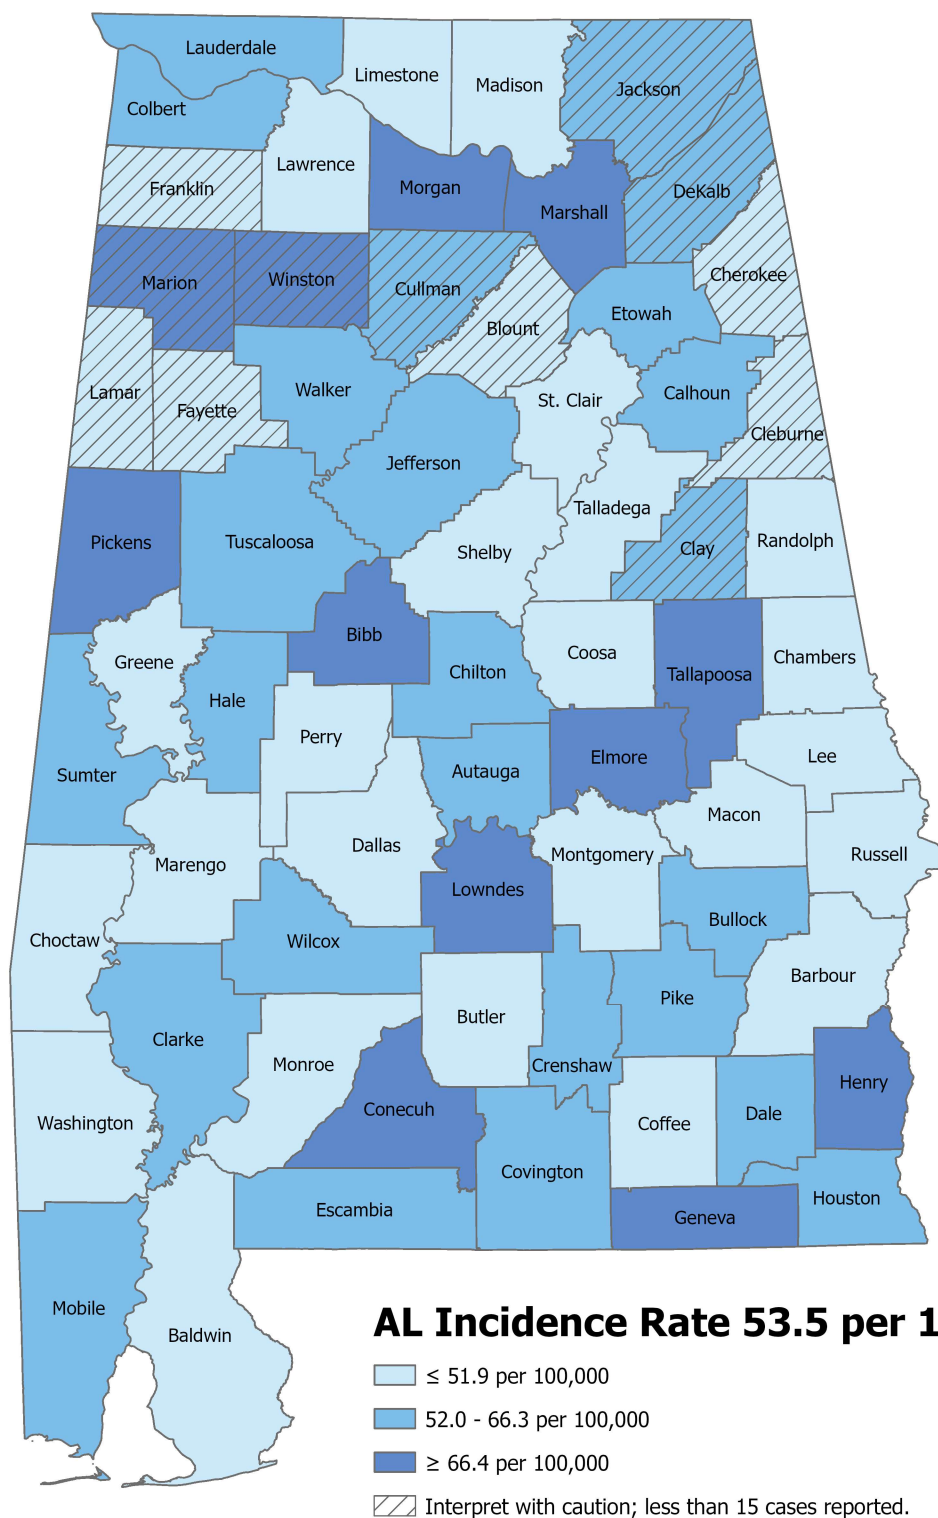 Lauderdale
Limestone
Madison
Jackson
Colbert
Lawrence
Franklin
Morgan
DeKalb
Marshall
Cherokee
Marion
Winston
Cullman
Etowah
Blount
Lamar
Walker
Calhoun
St. Clair
Fayette
Cleburne
Jefferson
Talladega
Pickens
Tuscaloosa
Randolph
Clay
Shelby
Bibb
Coosa
Chambers
Greene
Chilton
Tallapoosa
Hale
Perry
Lee
Elmore
Sumter
Autauga
Macon
Dallas
Montgomery
Russell
Marengo
Lowndes
Bullock
Choctaw
Wilcox
Barbour
Pike
Butler
Clarke
Monroe
Crenshaw
Henry
Conecuh
Dale
Washington
Coffee
Covington
Houston
Escambia
Geneva
Mobile
Baldwin
AL Incidence Rate 53.5 per 1
≤ 51.9 per 100,000
52.0 - 66.3 per 100,000
≥ 66.4 per 100,000
Interpret with caution; less than 15 cases reported.